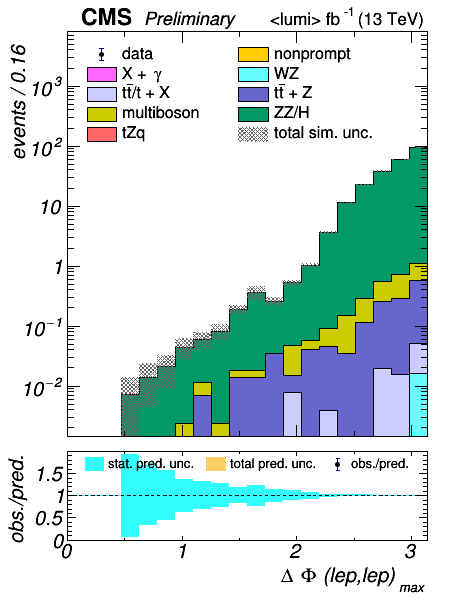 CMS Preliminary <lumi> fb⁻¹ (13 TeV)
events / 0.16
data
nonprompt
X + γ
WZ
tt̄/t + X
tt̄ + Z
multiboson
ZZ/H
tZq
total sim. unc.
10³
10²
10
1
10⁻¹
10⁻²
obs./pred.
stat. pred. unc.
total pred. unc.
obs./pred.
1.5
1
0.5
0
0 1 2 3
Δ Φ (lep,lep) max